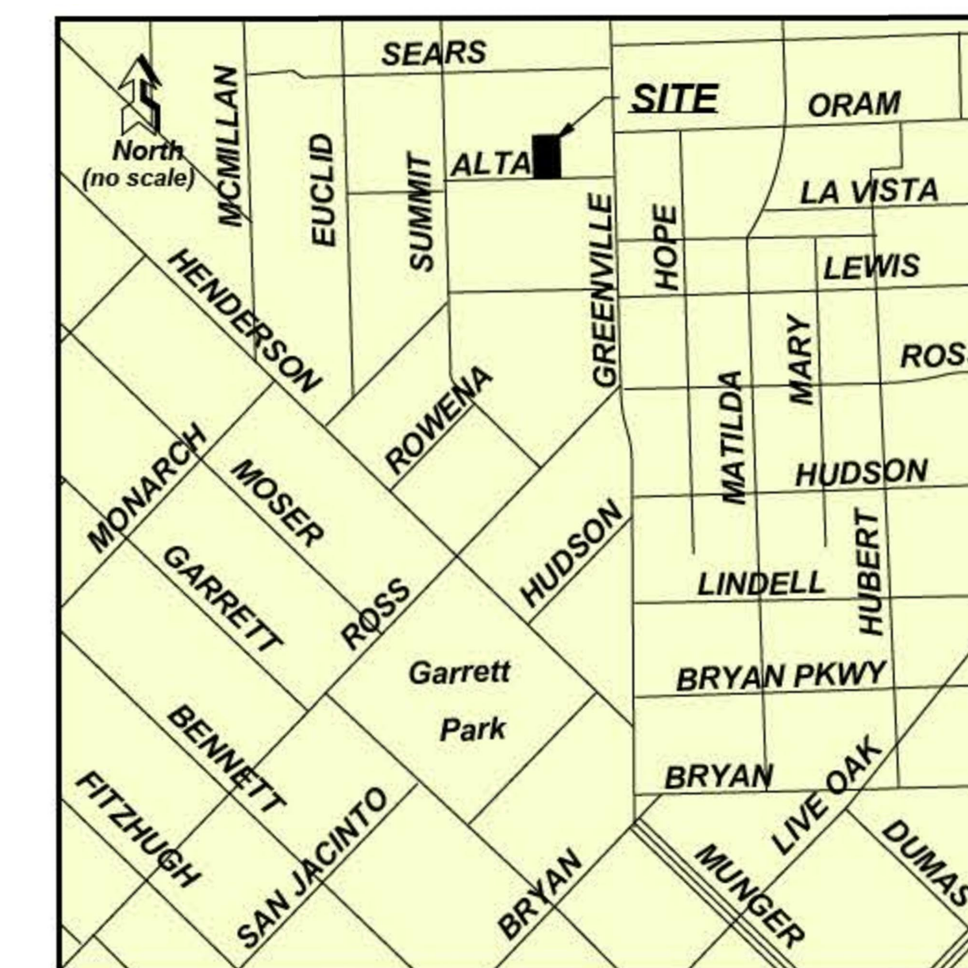 SEARS
SITE
ORAM
MCMILLAN
North
(no scale)
EUCLID
SUMMIT
ALTA
LA VISTA
GREENVILLE
HOPE
HENDERSON
LEWIS
MARY
ROS
ROWENA
MATILDA
MONARCH
MOSER
HUDSON
HUDSON
HUBERT
GARRETT
ROSS
LINDELL
Garrett
Park
BRYAN PKWY
BENNETT
BRYAN
LIVE OAK
FITZHUGH
SAN JACINTO
BRYAN
MUNGER
DUMAS